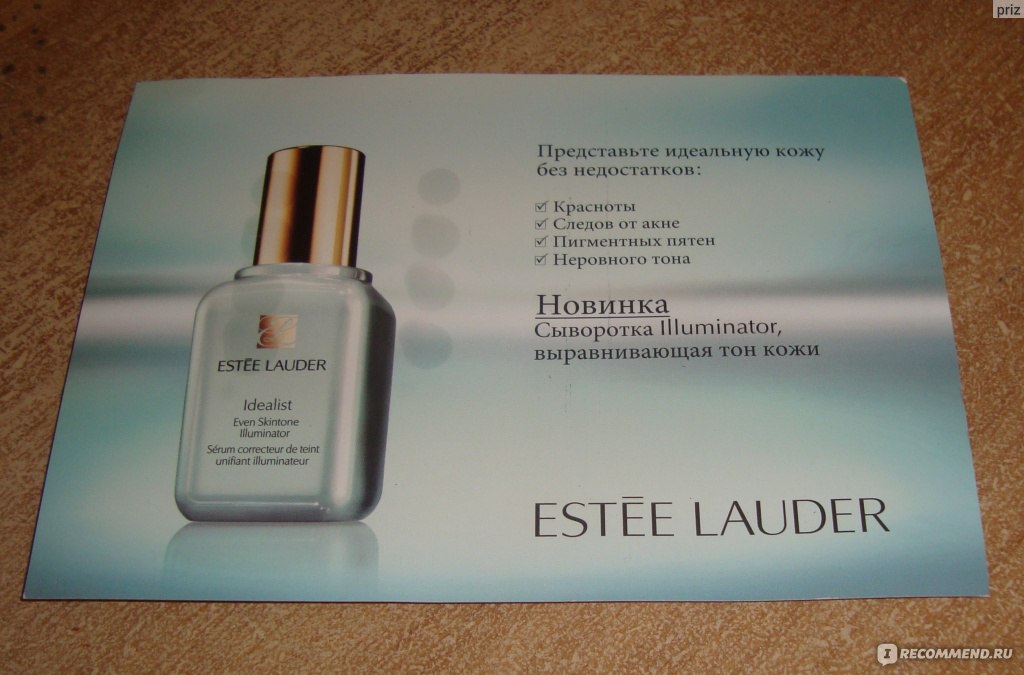 priz
Представьте идеальную кожу
без недостатков:
Красноты
Следов от акне
Пигментных пятен
Неровного тона
Новинка
Сыворотка Illuminator,
выравнивающая тон кожи
ESTĒE LAUDER
Idealist
Even Skintone
Illuminator
Sérum correcteur de teint
unifiant illuminateur
ESTĒE LAUDER
IRECOMMEND.RU